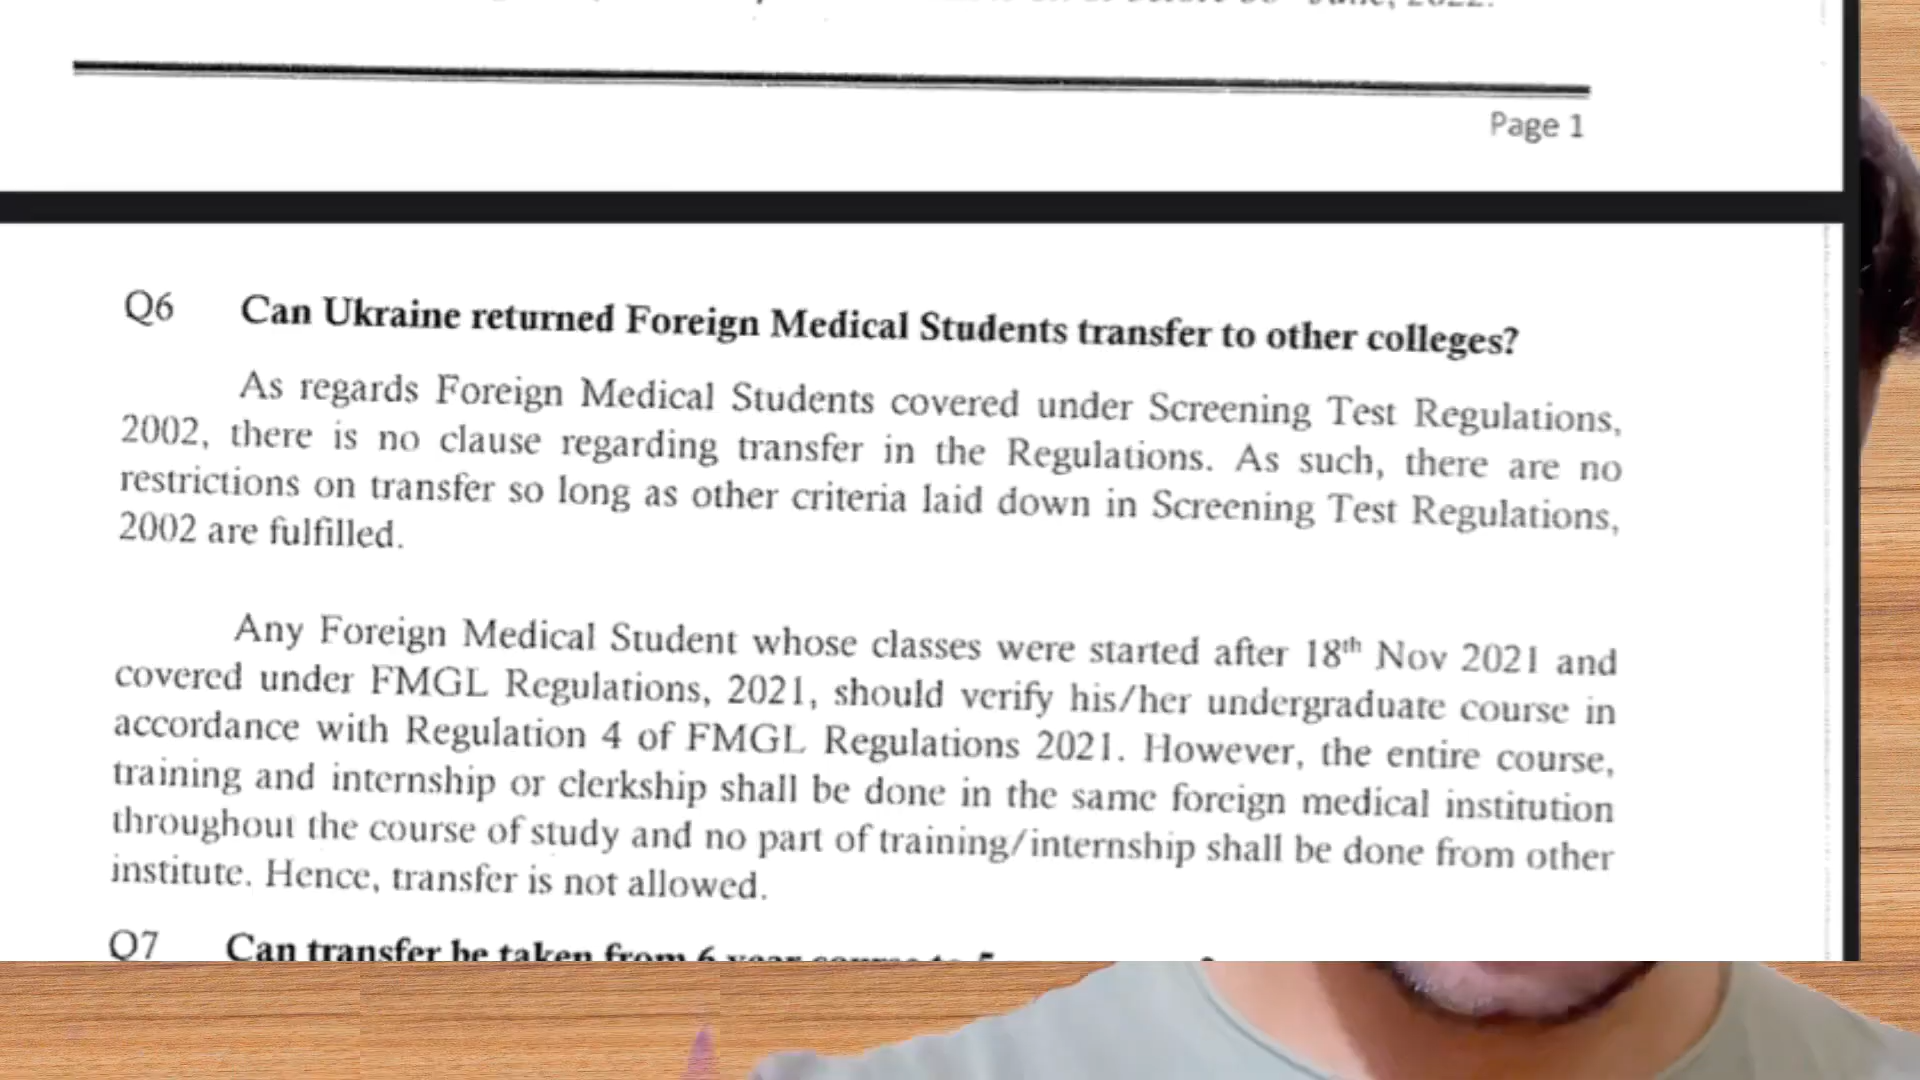 Page 1
Q6 Can Ukraine returned Foreign Medical Students transfer to other colleges?
As regards Foreign Medical Students covered under Screening Test Regulations,
2002, there is no clause regarding transfer in the Regulations. As such, there are no
restrictions on transfer so long as other criteria laid down in Screening Test Regulations,
2002 are fulfilled.
Any Foreign Medical Student whose classes were started after 18th Nov 2021 and
covered under FMGL Regulations, 2021, should verify his/her undergraduate course in
accordance with Regulation 4 of FMGL Regulations 2021. However, the entire course,
training and internship or clerkship shall be done in the same foreign medical institution
throughout the course of study and no part of training/internship shall be done from other
institute. Hence, transfer is not allowed.
Q7 Can transfer be taken from 6 year course to 5